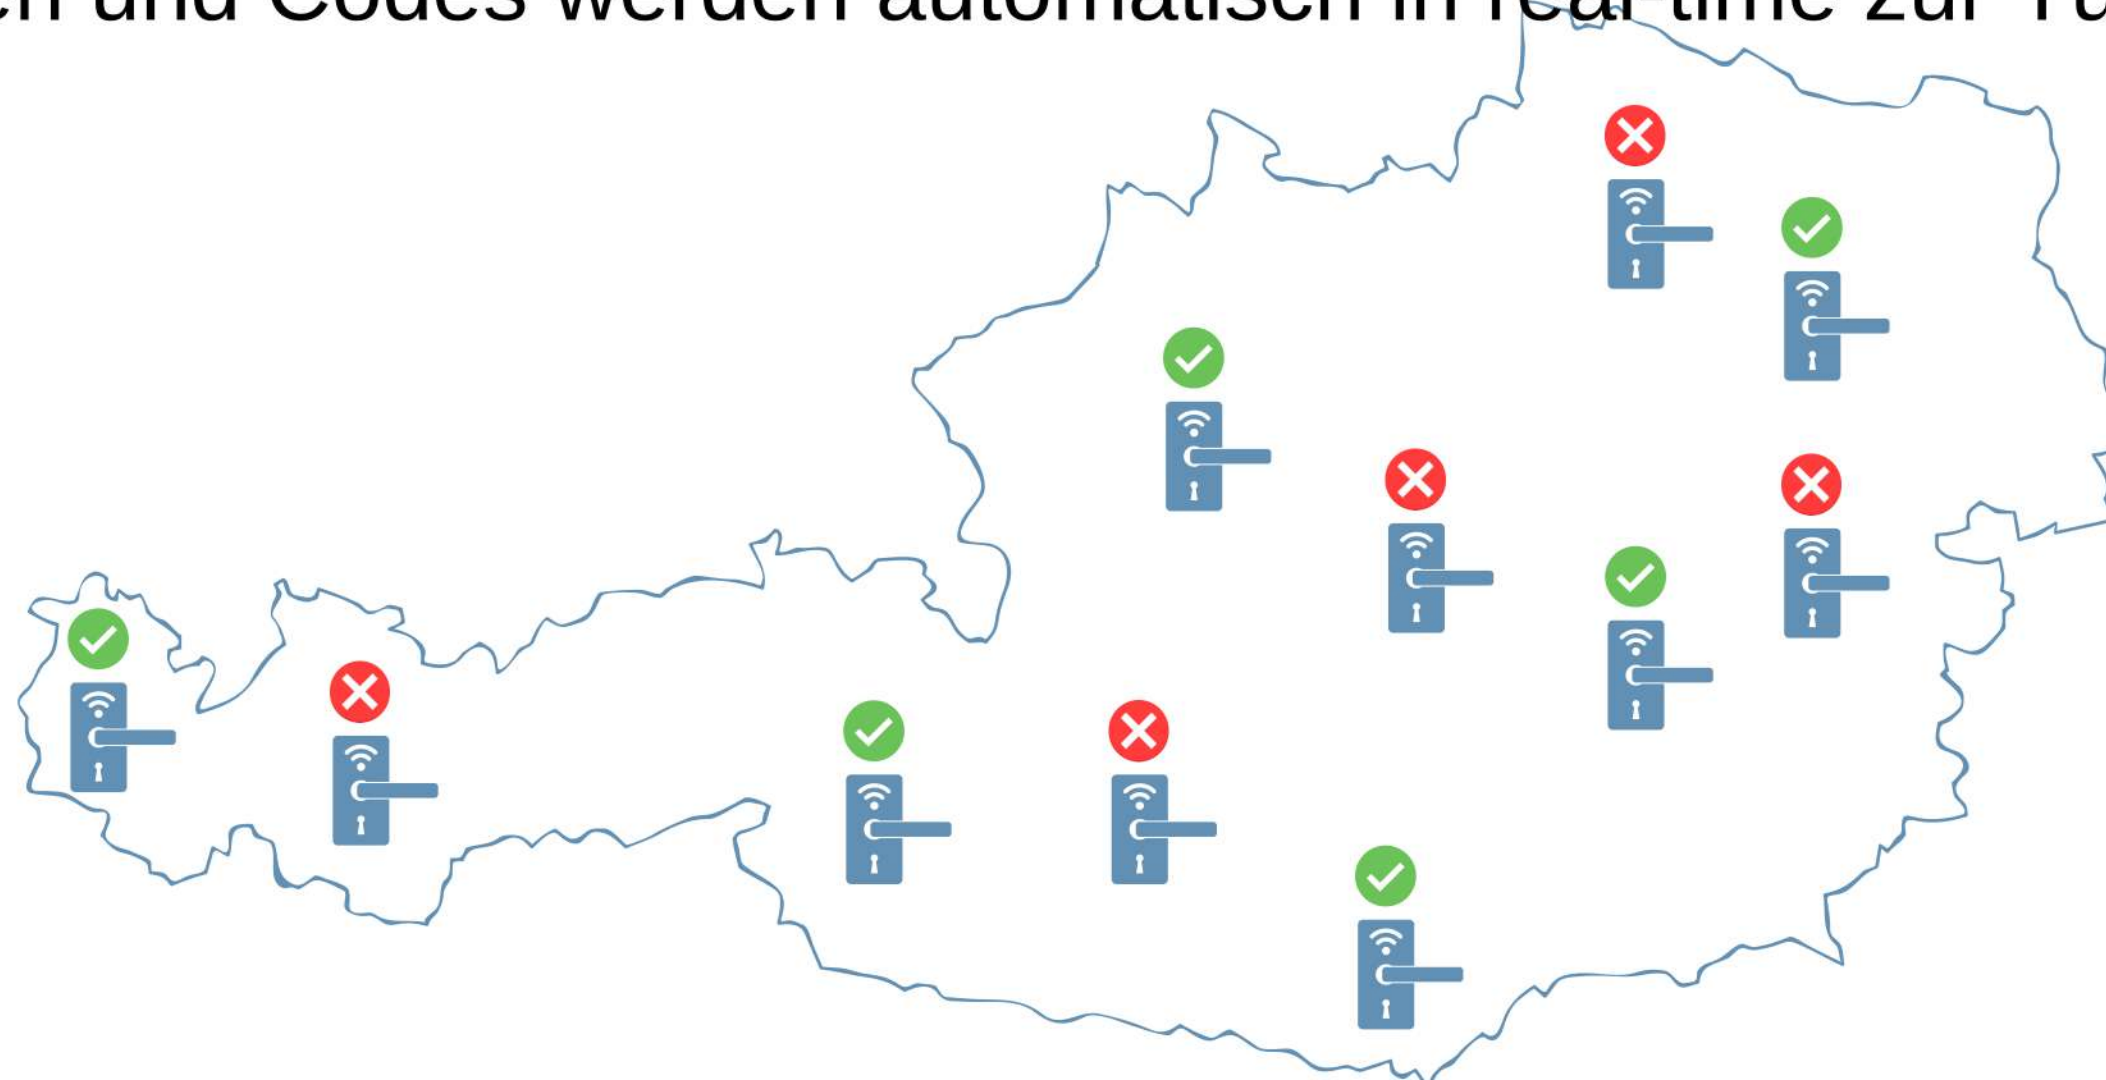 und Codes werden automatisch in real-time zur